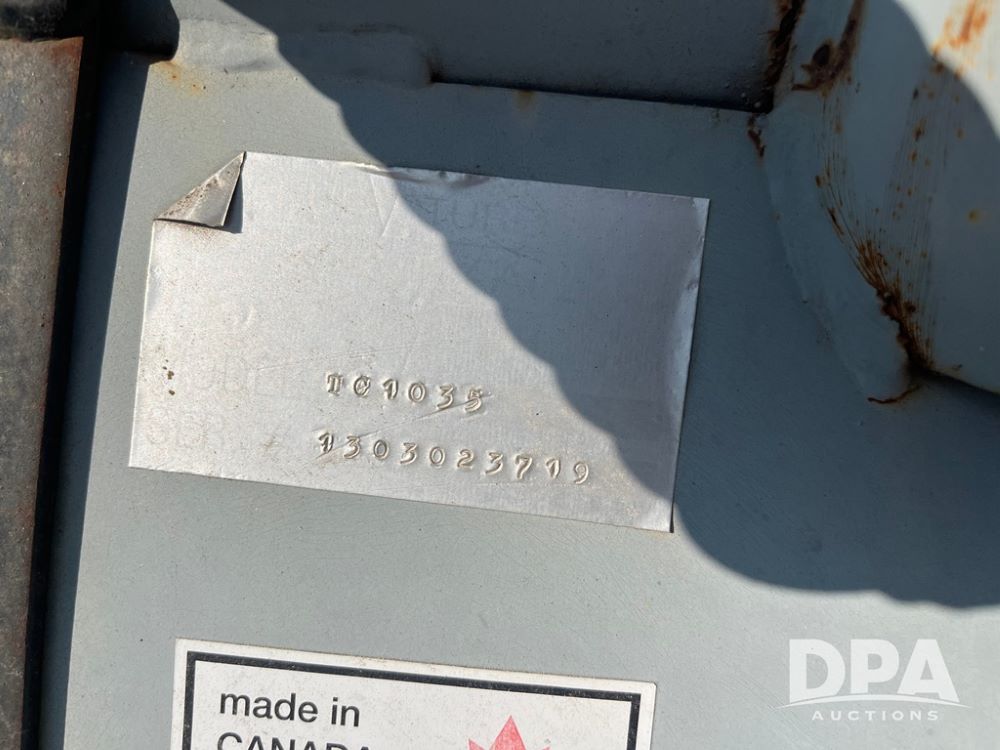 TC1035
1303023719
made in
CANADA
DPA
AUCTIONS